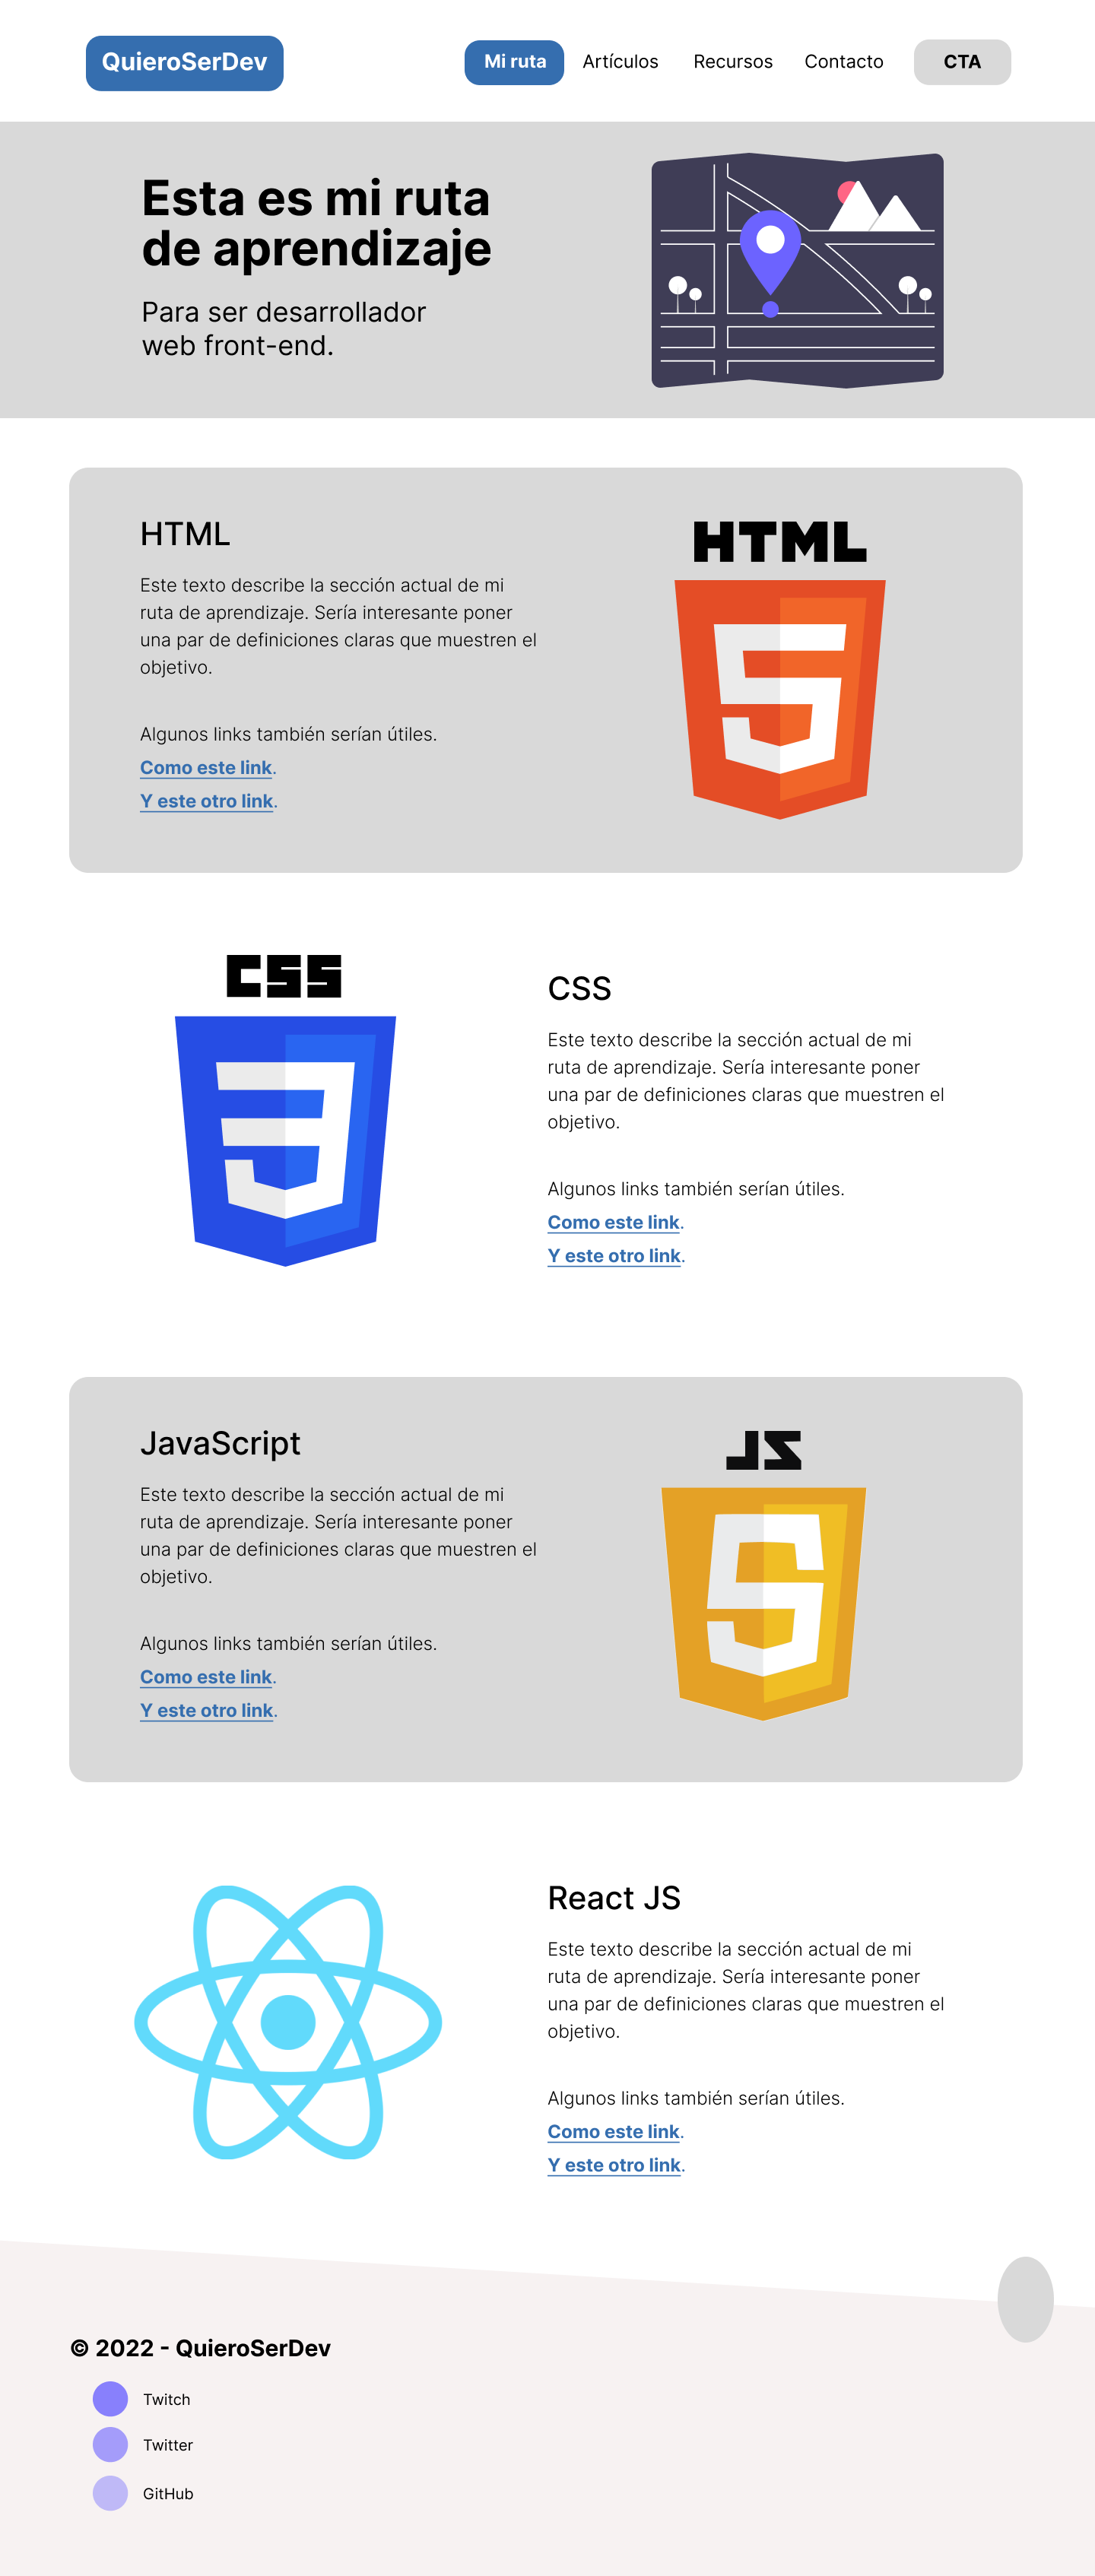 QuieroSerDev
Mi ruta
Artículos
Recursos
Contacto
CTA
Esta es mi ruta
de aprendizaje
Para ser desarrollador
web front-end.
HTML
Este texto describe la sección actual de mi
ruta de aprendizaje. Sería interesante poner
una par de definiciones claras que muestren el
objetivo.
Algunos links también serían útiles.
Como este link.
Y este otro link.
HTML
5
CSS
3
CSS
Este texto describe la sección actual de mi
ruta de aprendizaje. Sería interesante poner
una par de definiciones claras que muestren el
objetivo.
Algunos links también serían útiles.
Como este link.
Y este otro link.
JavaScript
Este texto describe la sección actual de mi
ruta de aprendizaje. Sería interesante poner
una par de definiciones claras que muestren el
objetivo.
Algunos links también serían útiles.
Como este link.
Y este otro link.
JS
5
React JS
Este texto describe la sección actual de mi
ruta de aprendizaje. Sería interesante poner
una par de definiciones claras que muestren el
objetivo.
Algunos links también serían útiles.
Como este link.
Y este otro link.
© 2022 - QuieroSerDev
Twitch
Twitter
GitHub